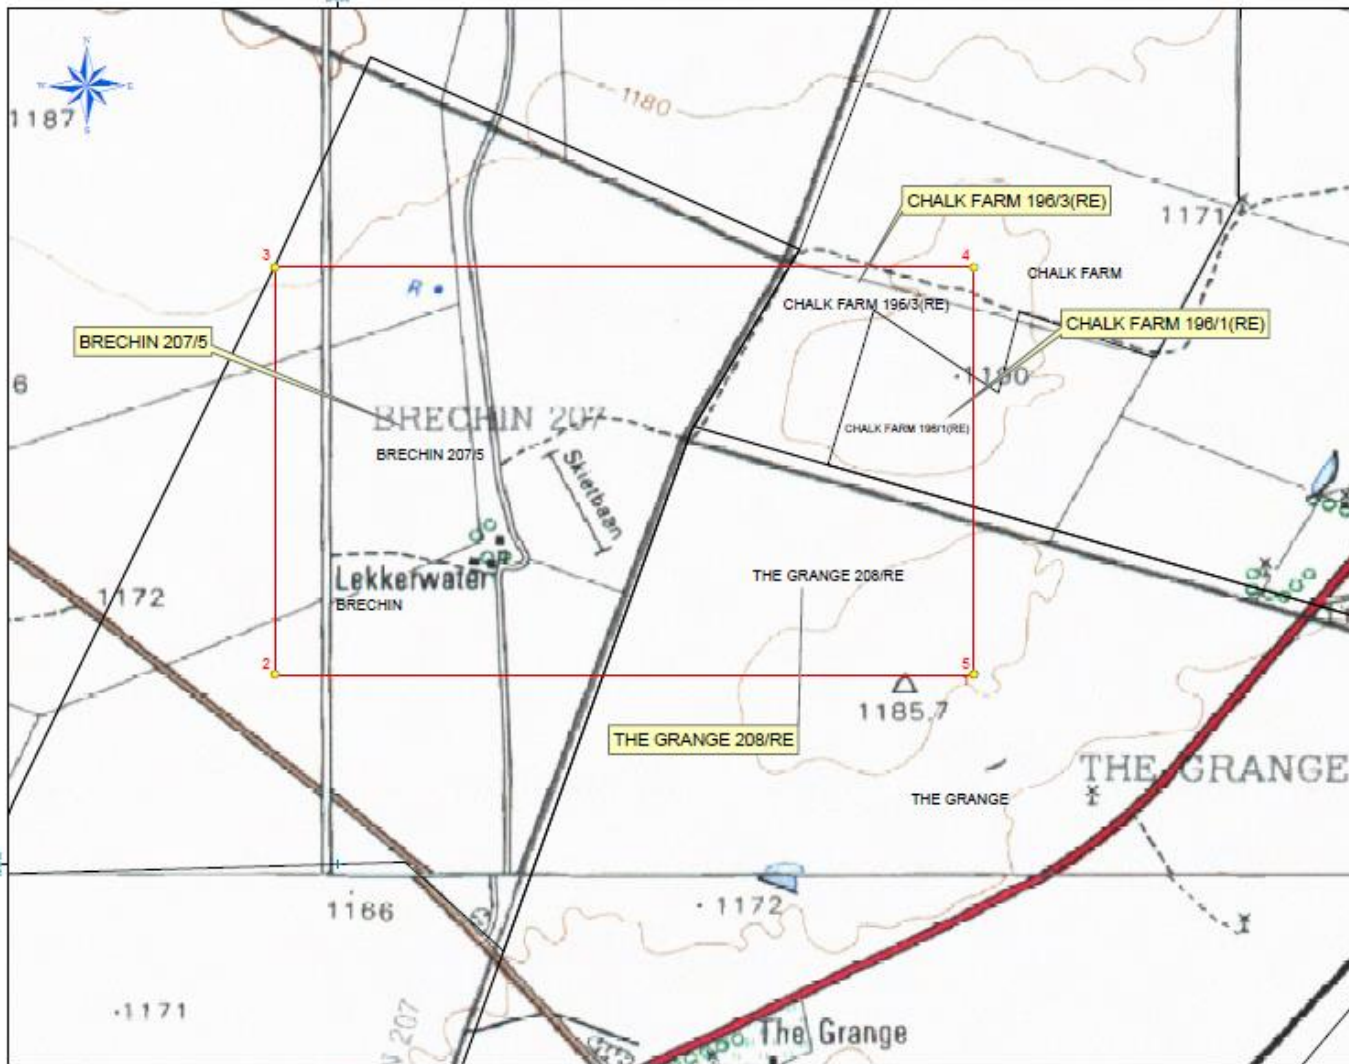 N
W
E
S
1187
1180
CHALK FARM 196/3(RE)
1171
3
4
CHALK FARM
R
CHALK FARM 196/3(RE)
CHALK FARM 196/1(RE)
BRECHIN 207/5
6
BRECHIN 207
CHALK FARM 196/1(RE)
BRECHIN 207/5
Skietbaan
Lekkerwater
THE GRANGE 208/RE
1172
BRECHIN
2
5
1185,7
THE GRANGE 208/RE
THE GRANGE
THE GRANGE
1166
1172
1171
207
The Grange